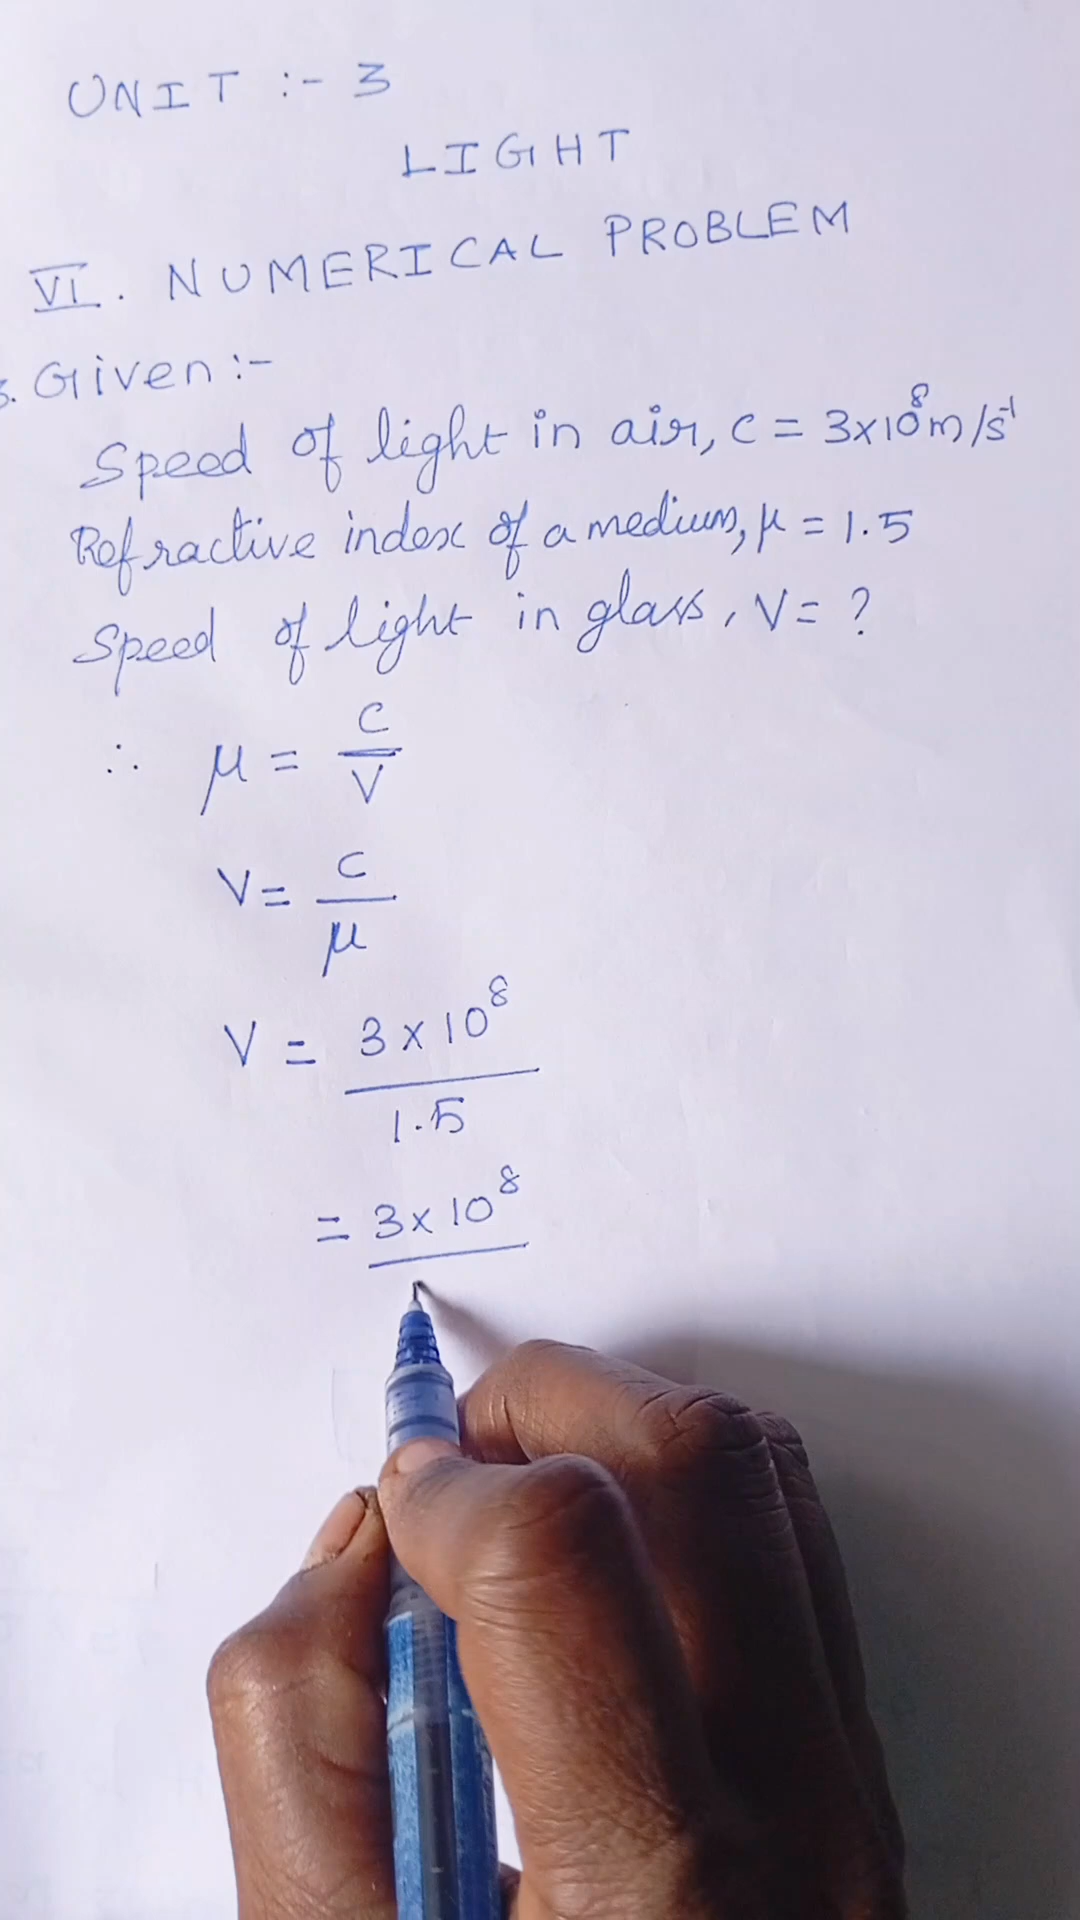 UNIT :- 3
LIGHT
VI. NUMERICAL PROBLEM
3. Given :-
Speed of light in air, c = 3×10⁸m/s⁻¹
Refractive index of a medium, μ = 1.5
Speed of light in glass, V = ?
∴ μ = c/V
V = c/μ
V = 3 × 10⁸/1.5
= 3 × 10⁸